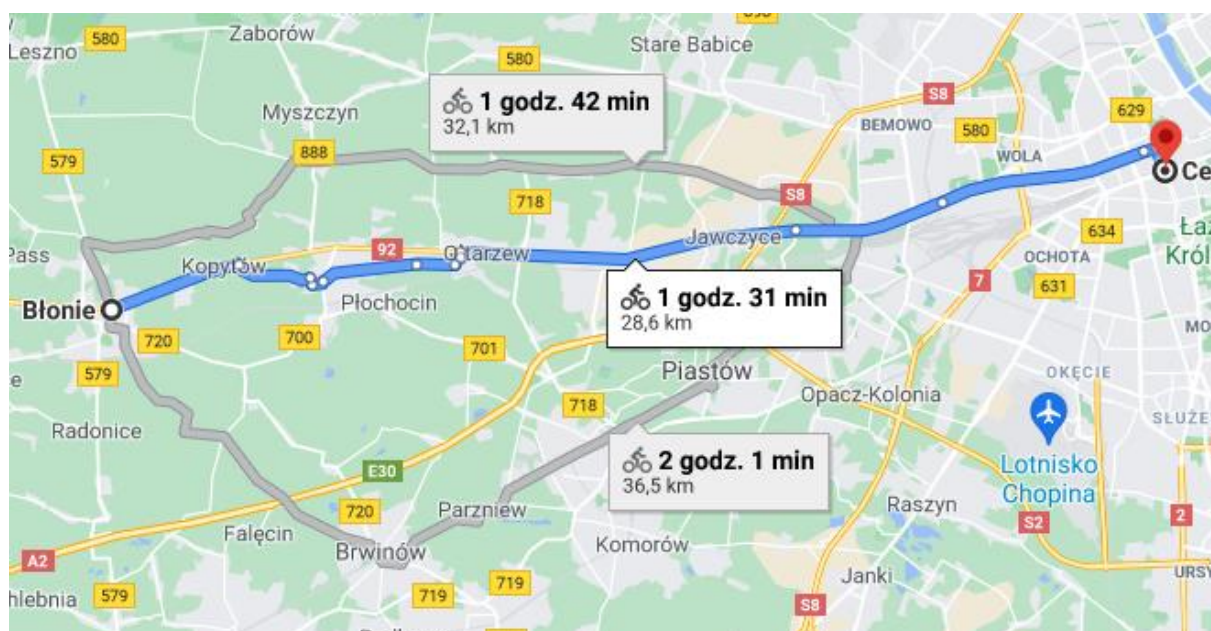 Leszno
580
Zaborów
580
Stare Babice
579
Myszczyn
1 godz. 42 min
32,1 km
S8
BEMOWO
580
629
WOLA
888
718
S8
Ce
Pass
92
Ołtarzew
Jawczyce
634
Kopytów
OCHOTA
Błonie
Płochocin
1 godz. 31 min
28,6 km
7
631
720
700
701
579
Piastów
OKĘCIE
718
Opacz-Kolonia
Radonice
2 godz. 1 min
36,5 km
Lotnisko
Chopina
E30
720
Parzniew
Raszyn
S2
2
Falęcin
Brwinów
Komorów
A2
719
Janki
579
S8
719